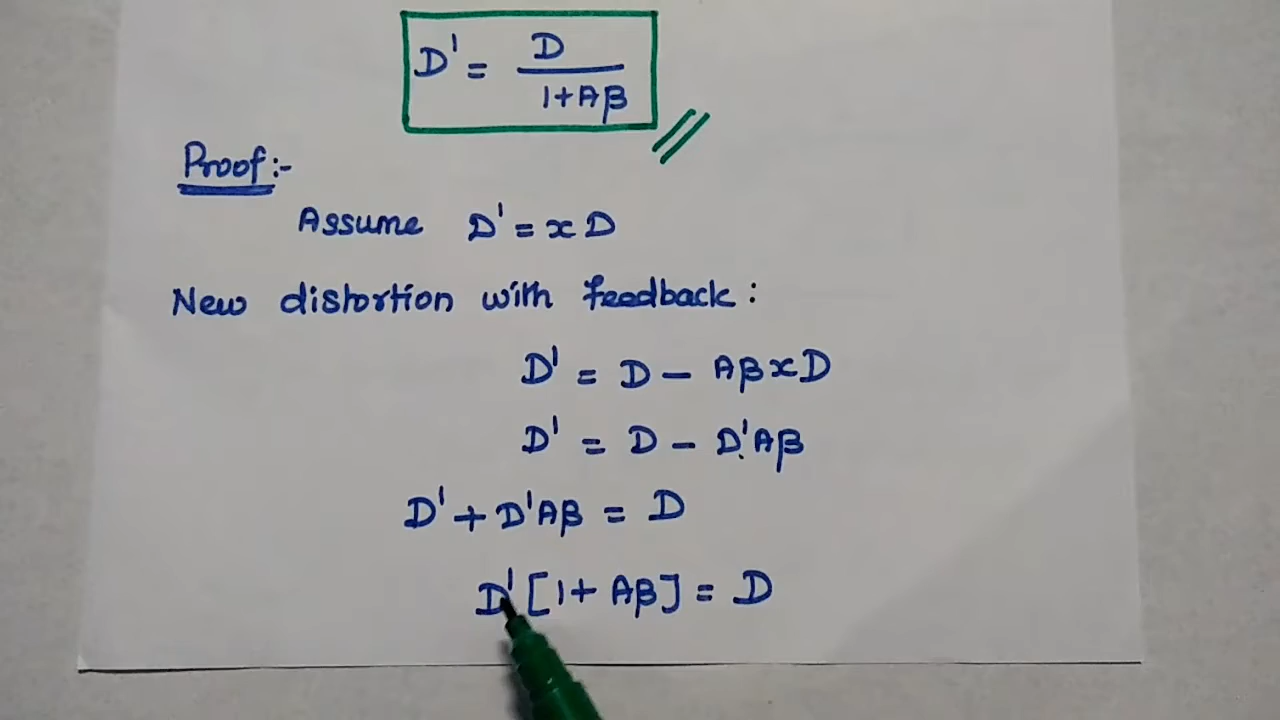 D' = D / 1+Aβ
Proof:-
Assume D' = xD
New distortion with feedback:
D' = D - AβxD
D' = D - D'Aβ
D' + D'Aβ = D
D'[1+ Aβ] = D